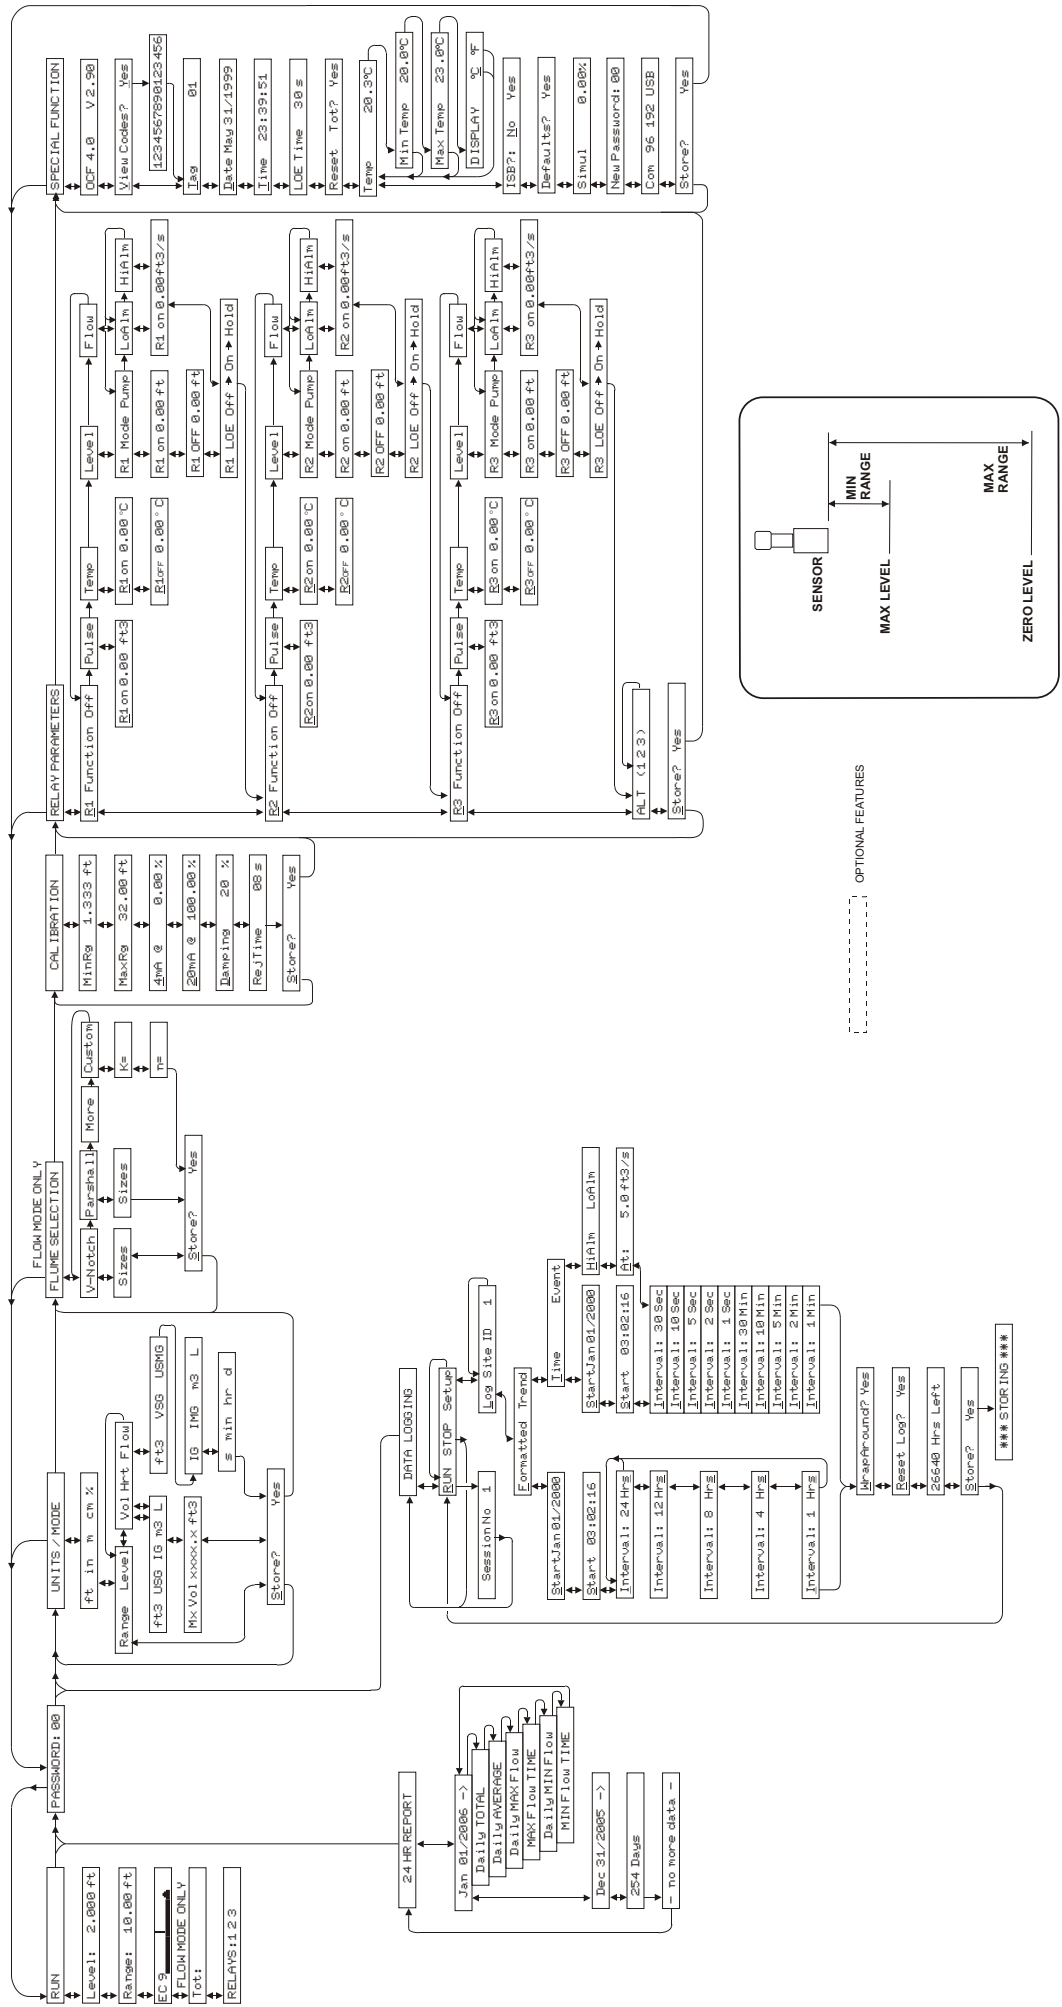 RUN
Level: 2.000 ft
Range: 10.00 ft
EC 9
FLOW MODE ONLY
Tot:
RELAYS:1 2 3
PASSWORD: 00
24 HR REPORT
Jan 01/2006 ->
Daily TOTAL
Daily AVERAGE
Daily MAX Flow
MAX Flow TIME
Daily MIN Flow
MIN Flow TIME
Dec 31/2005 ->
254 Days
- no more data -
UNITS / MODE
ft in m cm %
Range Level
Vol Hrt Flow
ft3 USG IG m3 L
Mx Vol xxxx.x ft3
ft3 VSG USMG
IG IMG m3 L
s min hr d
Store? Yes
DATA LOGGING
RUN STOP Setup
Session No 1
Log Site ID 1
Formatted Trend
StartJan 01/2000
Start 03:02:16
Interval: 24 Hrs
Interval: 12 Hrs
Interval: 8 Hrs
Interval: 4 Hrs
Interval: 1 Hrs
Time Event
StartJan 01/2000
Start 03:02:16
Interval: 30 Sec
Interval: 10 Sec
Interval: 5 Sec
Interval: 2 Sec
Interval: 1 Sec
Interval: 30 Min
Interval: 10 Min
Interval: 5 Min
Interval: 2 Min
Interval: 1 Min
HiAlm LoAlm
At: 5.0 ft3/s
WrapAround? Yes
Reset Log? Yes
26640 Hrs Left
Store? Yes
*** STORING ***
FLOW MODE ONLY
FLUME SELECTION
V-Notch
Parshall
More
Custom
Sizes
Sizes
K=
n=
Store? Yes
CALIBRATION
MinRg 1.333 ft
MaxRg 32.00 ft
4mA @ 0.00 %
20mA @ 100.00 %
Damping 20 %
RejTime 08 s
Store? Yes
RELAY PARAMETERS
R1 Function Off
Pulse
Temp
Level
Flow
R1 on 0.00 ft3
R1 on 0.00 °C
R1 OFF 0.00 °C
R1 Mode Pump
LoAlm
HiAlm
R1 on 0.00 ft
R1 on 0.00ft3/s
R1 OFF 0.00 ft
R1 LOE Off On Hold
R2 Function Off
Pulse
Temp
Level
Flow
R2on 0.00 ft3
R2 on 0.00 °C
R2OFF 0.00 °C
R2 Mode Pump
LoAlm
HiAlm
R2 on 0.00 ft
R2 on 0.00ft3/s
R2 OFF 0.00 ft
R2 LOE Off On Hold
R3 Function Off
Pulse
Temp
Level
Flow
R3 on 0.00 ft3
R3 on 0.00 °C
R3OFF 0.00 °C
R3 Mode Pump
LoAlm
HiAlm
R3 on 0.00 ft
R3 on 0.00ft3/s
R3 OFF 0.00 ft
R3 LOE Off On Hold
ALT (1 2 3)
Store? Yes
SPECIAL FUNCTION
OCF 4.0 V 2.90
View Codes? Yes
1234567890123456
Tag 01
Date May 31/1999
Time 23:39:51
LOE Time 30 s
Reset Tot? Yes
Temp 20.3°C
Min Temp 20.0°C
Max Temp 23.0°C
DISPLAY °C °F
ISB?: No Yes
Defaults? Yes
Simul 0.00%
New Password: 00
Com 96 192 USB
Store? Yes
OPTIONAL FEATURES
SENSOR
MIN RANGE
MAX LEVEL
MAX RANGE
ZERO LEVEL